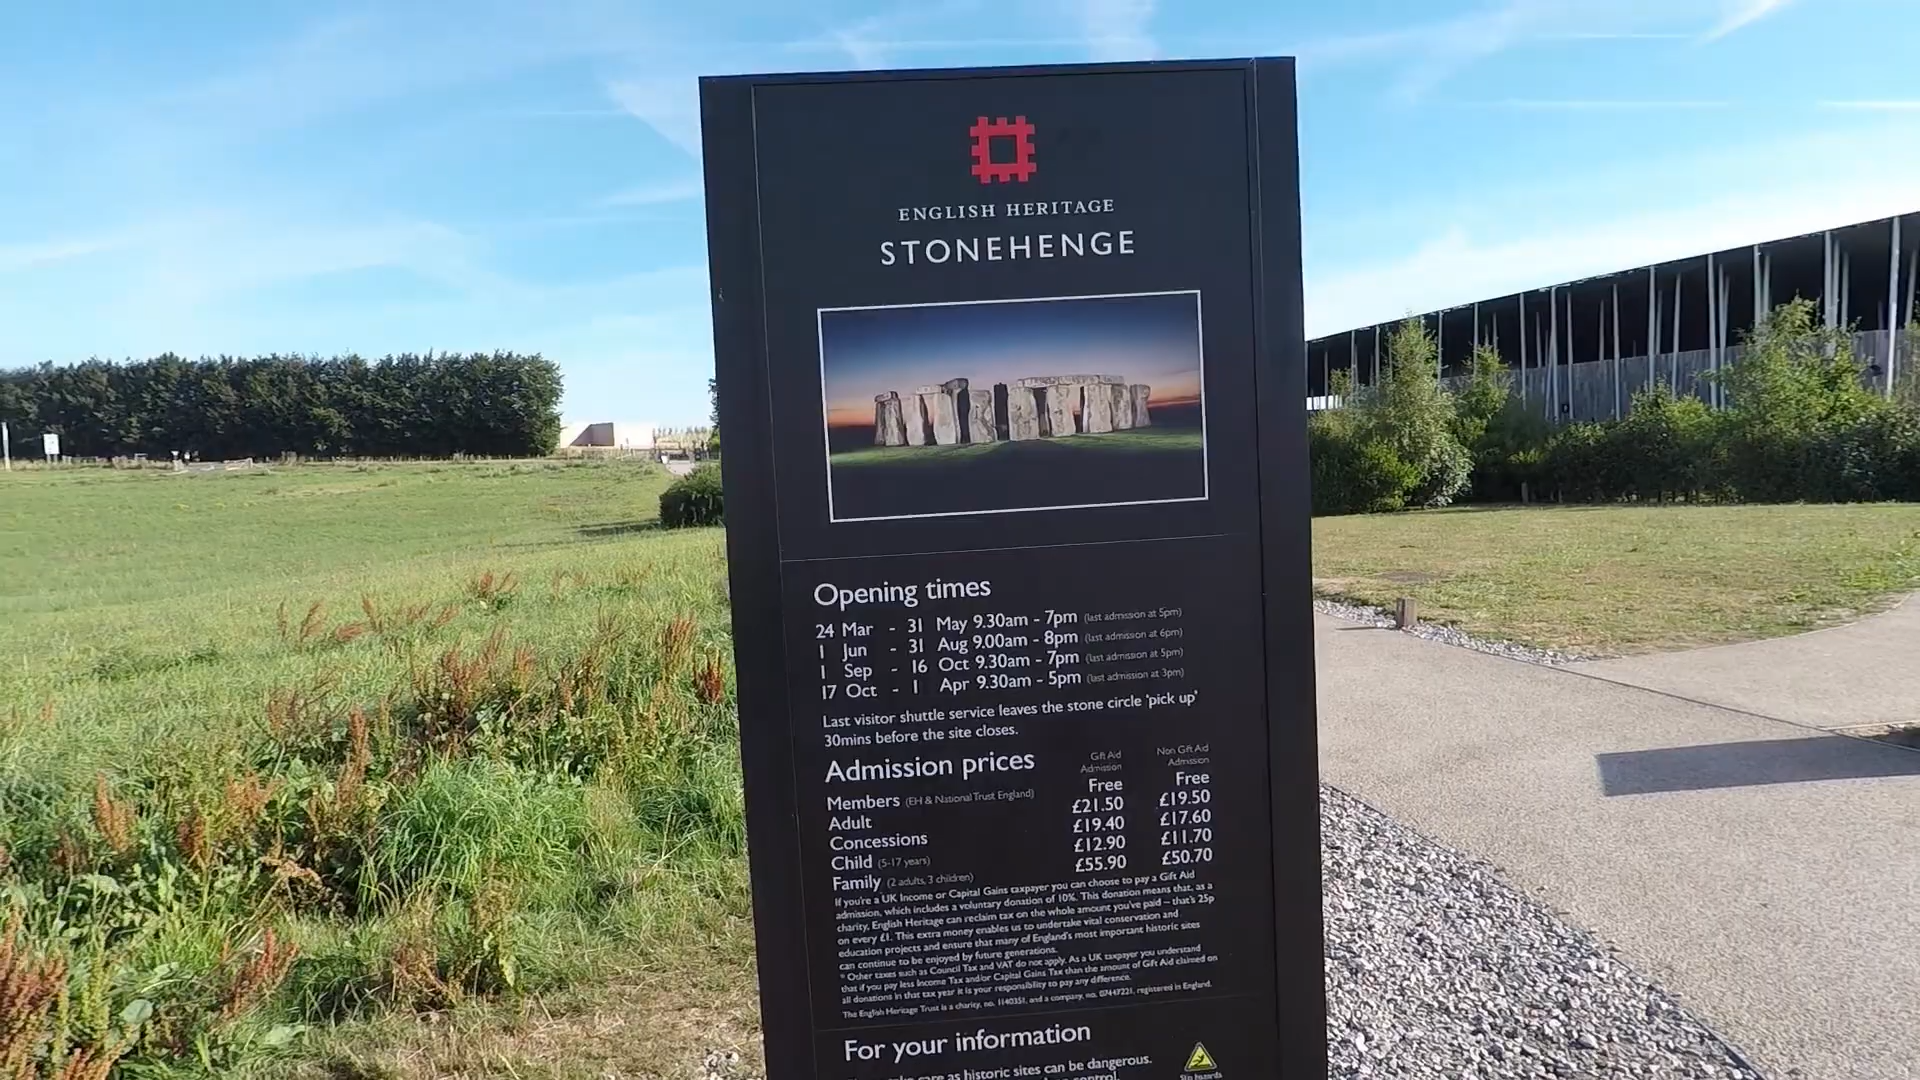 ENGLISH HERITAGE
STONEHENGE
Opening times
24 Mar - 31 May 9.30am - 7pm (last admission at 5pm)
1 Jun - 31 Aug 9.00am - 8pm (last admission at 6pm)
1 Sep - 16 Oct 9.30am - 7pm (last admission at 5pm)
17 Oct - 1 Apr 9.30am - 5pm (last admission at 3pm)
Last visitor shuttle service leaves the stone circle 'pick up'
30mins before the site closes.
Admission prices Gift Aid Admission Non Gift Aid Admission
Members (EH & National Trust England) Free Free
Adult £21.50 £19.50
Concessions £19.40 £17.60
Child (5-17 years) £12.90 £11.70
Family (2 adults, 3 children) £55.90 £50.70
If you're a UK Income or Capital Gains taxpayer you can choose to pay a Gift Aid
admission, which includes a voluntary donation of 10%. This donation means that, as a
charity, English Heritage can reclaim tax on the whole amount you've paid – that's 25p
on every £1. This extra money enables us to undertake vital conservation and
education projects and ensure that many of England's most important historic sites
can continue to be enjoyed by future generations.
* Other taxes such as Council Tax and VAT do not apply. As a UK taxpayer you understand
that if you pay less Income Tax and/or Capital Gains Tax than the amount of Gift Aid claimed on
all donations in that tax year it is your responsibility to pay any difference.
The English Heritage Trust is a charity, no. 1140351, and a company, no. 07447221, registered in England.
For your information
care as historic sites can be dangerous.
control.
Slip hazards